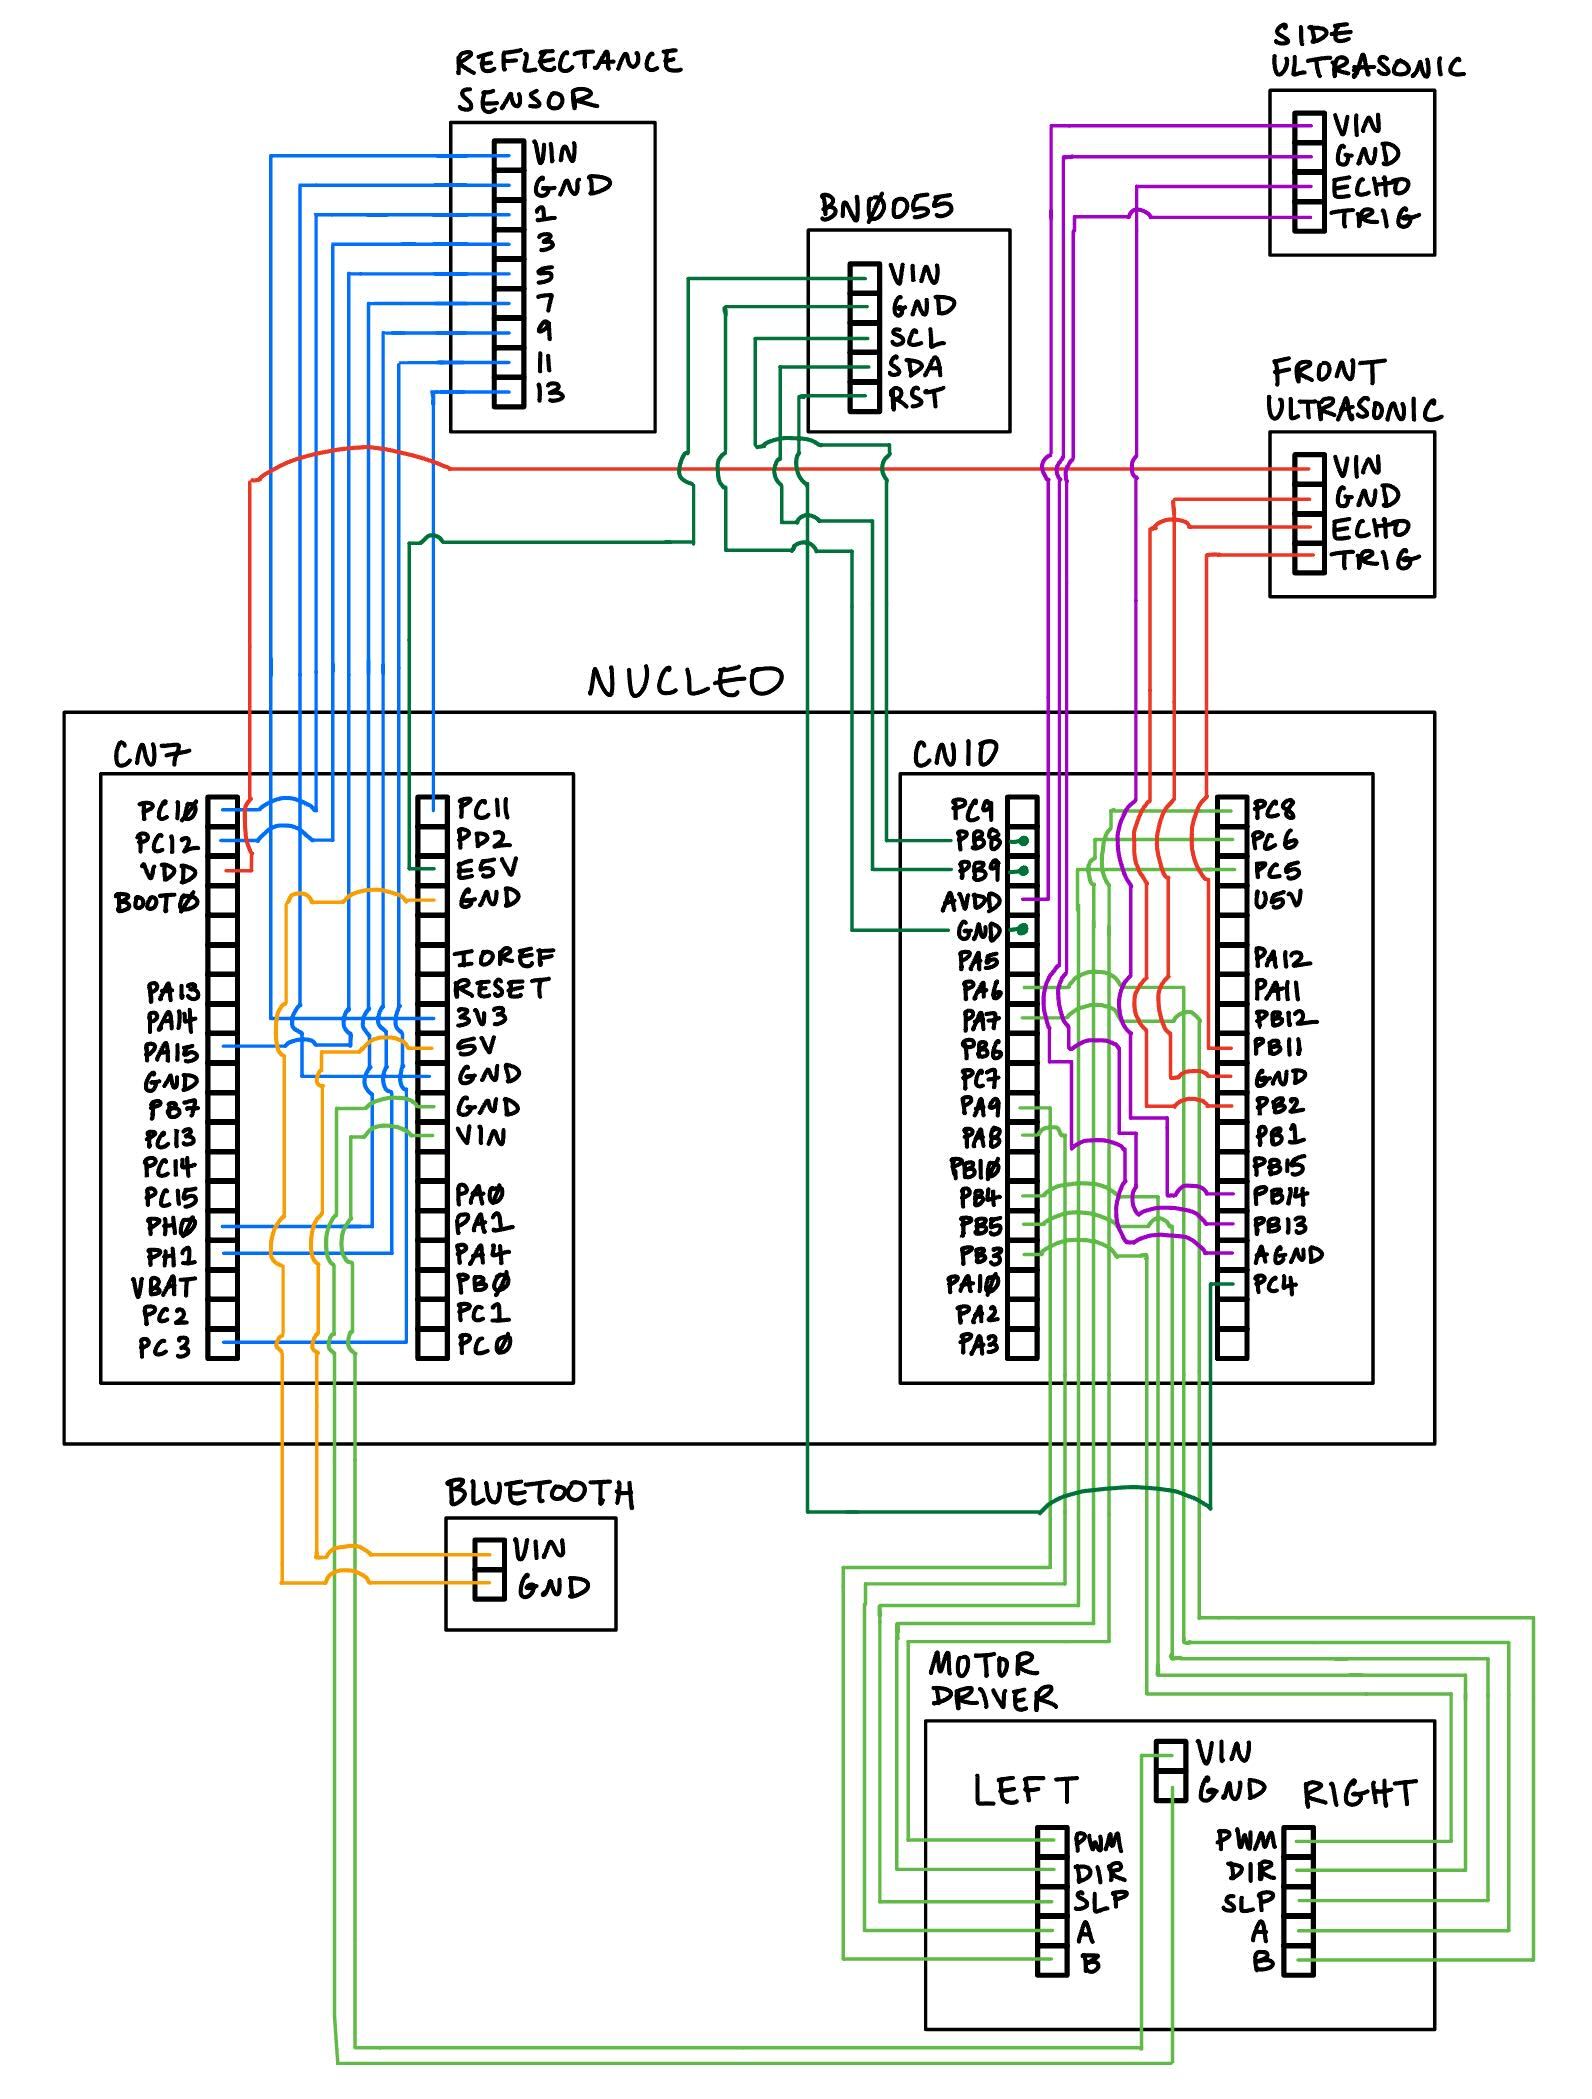 REFLECTANCE
SENSOR
VIN
GND
1
3
5
7
9
11
13
BNØ055
VIN
GND
SCL
SDA
RST
SIDE
ULTRASONIC
VIN
GND
ECHO
TRIG
FRONT
ULTRASONIC
VIN
GND
ECHO
TRIG
NUCLEO
CN7
PC1Ø
PC12
VDD
BOOTØ
PA13
PA14
PA15
GND
PB7
PC13
PC14
PC15
PHØ
PH1
VBAT
PC2
PC3
PC11
PD2
E5V
GND
IOREF
RESET
3V3
5V
GND
GND
VIN
PAØ
PA1
PA4
PBØ
PC1
PCØ
CN10
PC9
PB8
PB9
AVDD
GND
PA5
PA6
PA7
PB6
PC7
PA9
PA8
PB1Ø
PB4
PB5
PB3
PA1Ø
PA2
PA3
PC8
PC6
PC5
U5V
PA12
PA11
PB12
PB11
GND
PB2
PB1
PB15
PB14
PB13
AGND
PC4
BLUETOOTH
VIN
GND
MOTOR
DRIVER
VIN
GND
LEFT
PWM
DIR
SLP
A
B
RIGHT
PWM
DIR
SLP
A
B